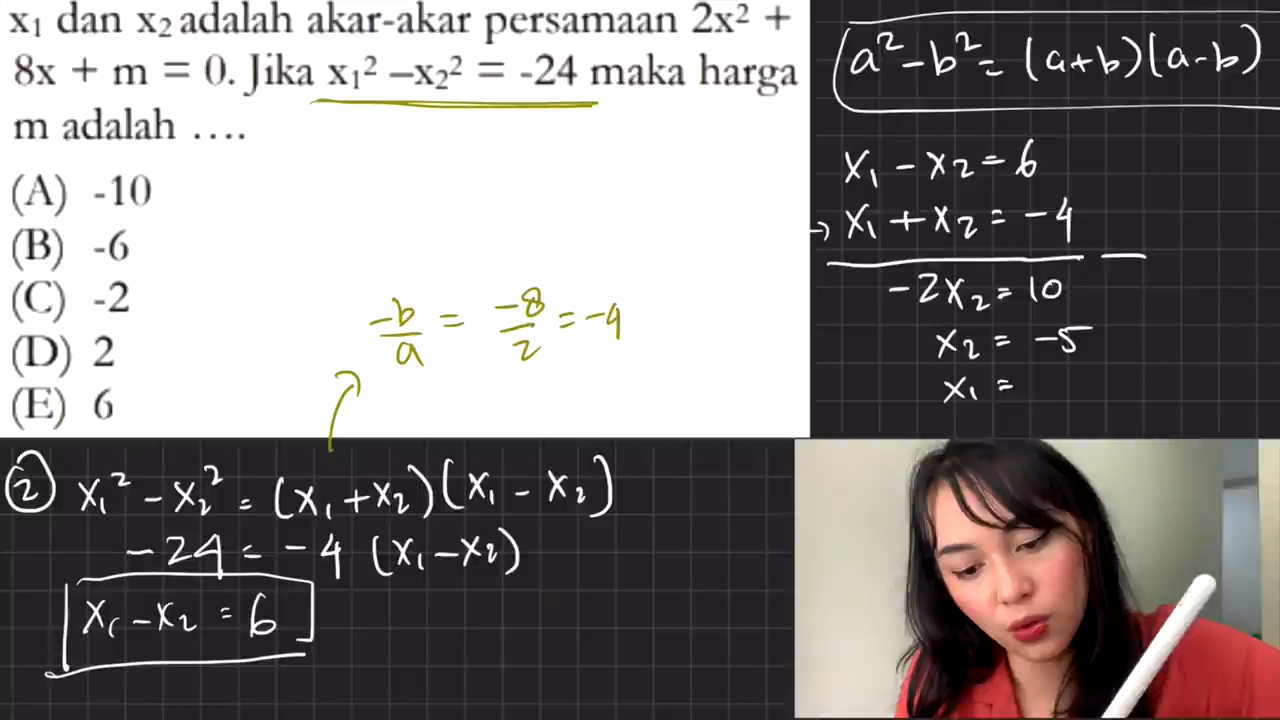 x₁ dan x₂ adalah akar-akar persamaan 2x² +
8x + m = 0. Jika x₁² –x₂² = -24 maka harga
m adalah ….
(A) -10
(B) -6
(C) -2
(D) 2
(E) 6
-b/a = -8/2 = -4
a² - b² = (a+b)(a-b)
x₁ - x₂ = 6
→ x₁ + x₂ = -4
-2x₂ = 10
x₂ = -5
x₁ =
② x₁² - x₂² = (x₁ + x₂)(x₁ - x₂)
-24 = -4 (x₁ - x₂)
x₁ - x₂ = 6